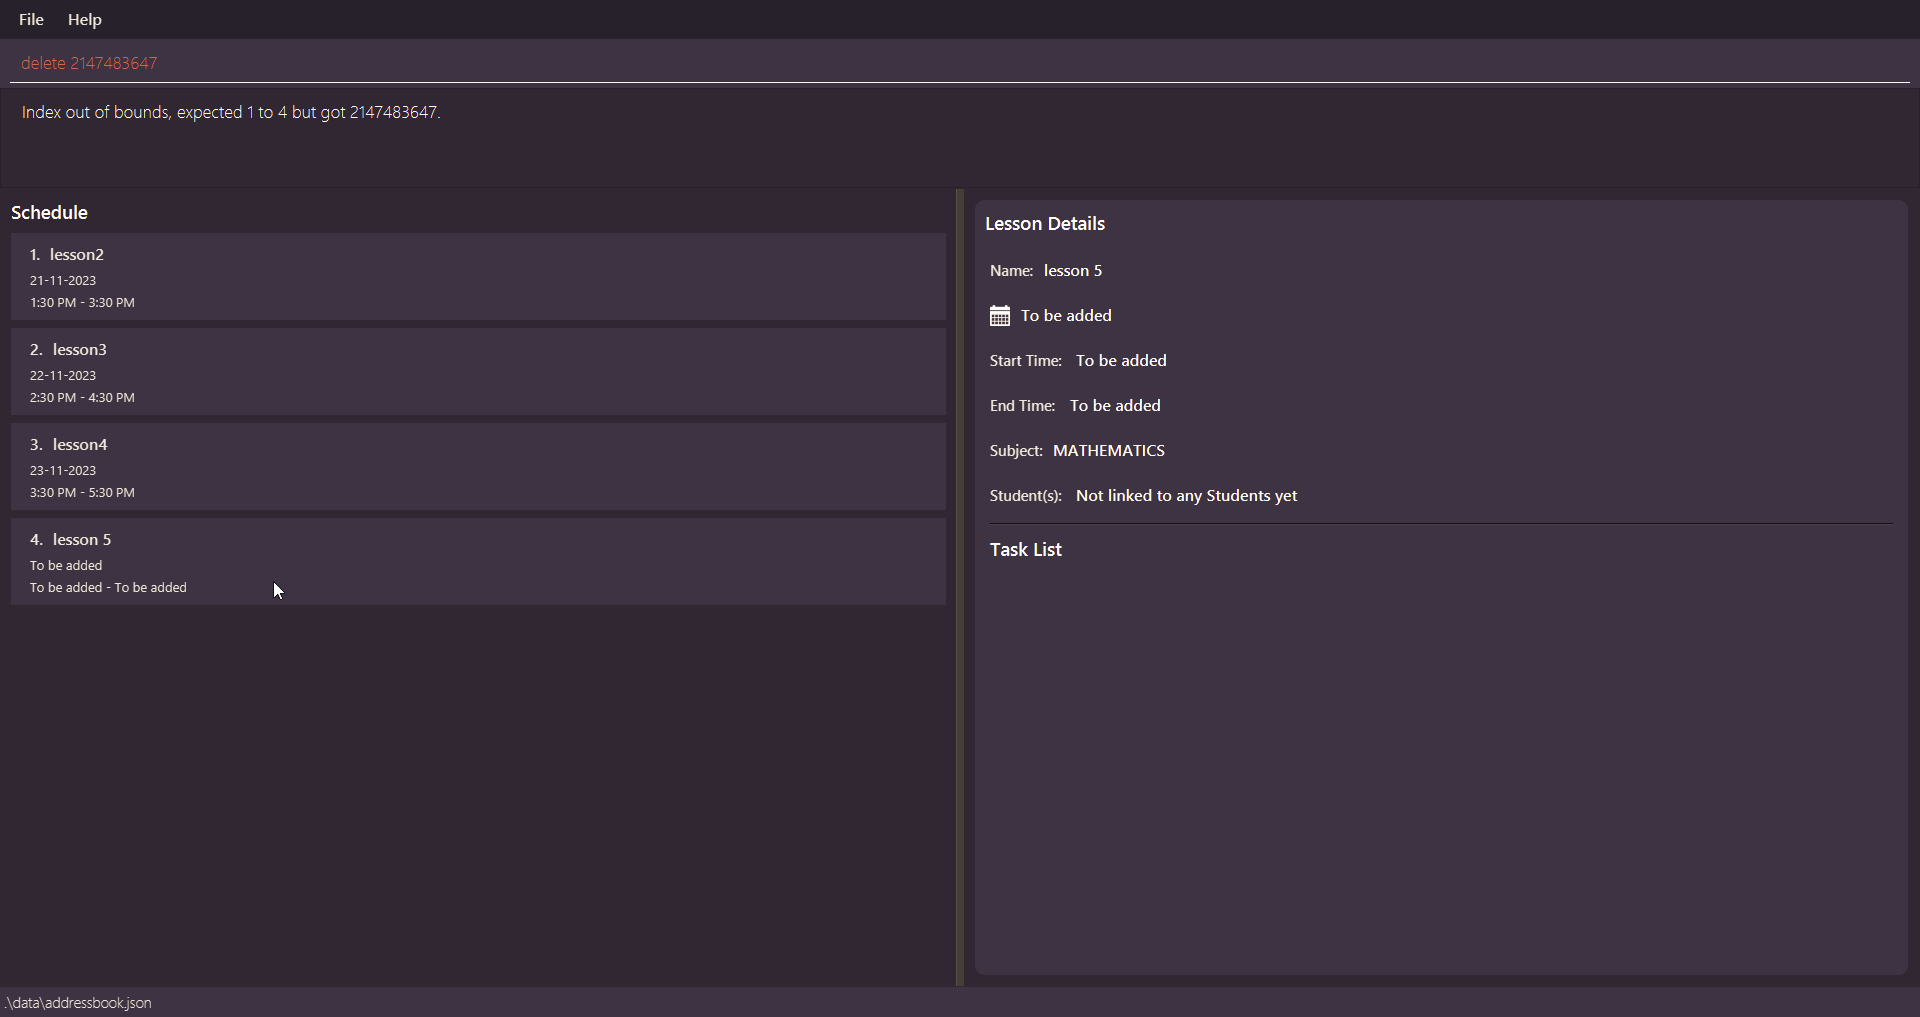 File Help
delete 2147483647
Index out of bounds, expected 1 to 4 but got 2147483647.
Schedule
1. lesson2
21-11-2023
1:30 PM - 3:30 PM
2. lesson3
22-11-2023
2:30 PM - 4:30 PM
3. lesson4
23-11-2023
3:30 PM - 5:30 PM
4. lesson 5
To be added
To be added - To be added
Lesson Details
Name: lesson 5
To be added
Start Time: To be added
End Time: To be added
Subject: MATHEMATICS
Student(s): Not linked to any Students yet
Task List
.\data\addressbook.json